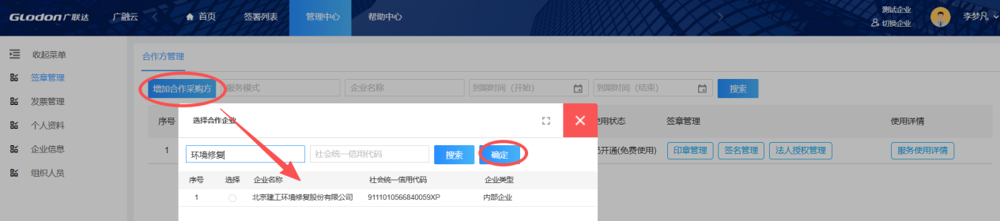 GLODON广联达 广融云 首页 签署列表 管理中心 帮助中心 测试企业 李梦凡
切换企业
收起菜单 合作方管理
签章管理
增加合作采购方 服务模式 企业名称 到期时间（开始） 到期时间（结束） 搜索
发票管理
个人资料 序号 选择合作企业 使用状态 签章管理 使用详情
企业信息 1 环境修复 社会统一信用代码 搜索 确定 已开通(免费使用) 印章管理 签名管理 法人授权管理 服务使用详情
组织人员 序号 选择 企业名称 社会统一信用代码 企业类型
1 北京建工环境修复股份有限公司 9111010566840059XP 内部企业